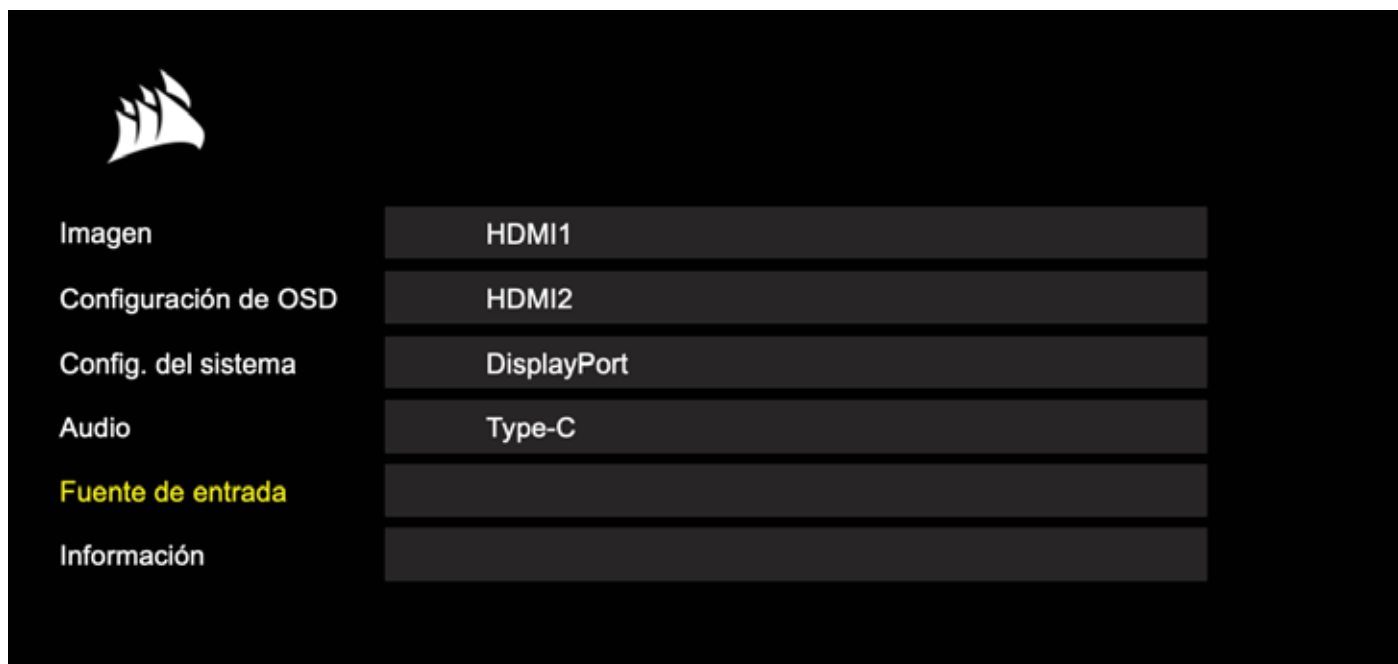 Imagen HDMI1
Configuración de OSD HDMI2
Config. del sistema DisplayPort
Audio Type-C
Fuente de entrada
Información